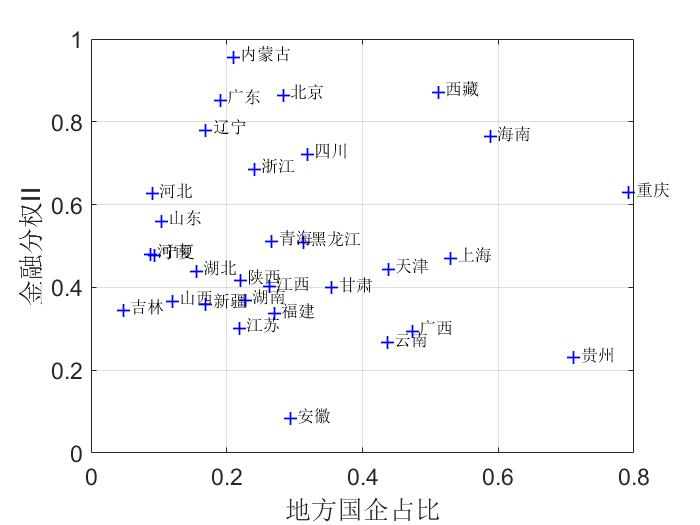 1
内蒙古
西藏
北京
广东
0.8
辽宁
海南
四川
浙江
河北
重庆
0.6
山东
青海
黑龙江
河南
宁夏
上海
湖北
天津
陕西
江西
甘肃
0.4
山西
新疆
湖南
吉林
福建
江苏
广西
云南
贵州
0.2
安徽
0
金融分权II
0 0.2 0.4 0.6 0.8
地方国企占比